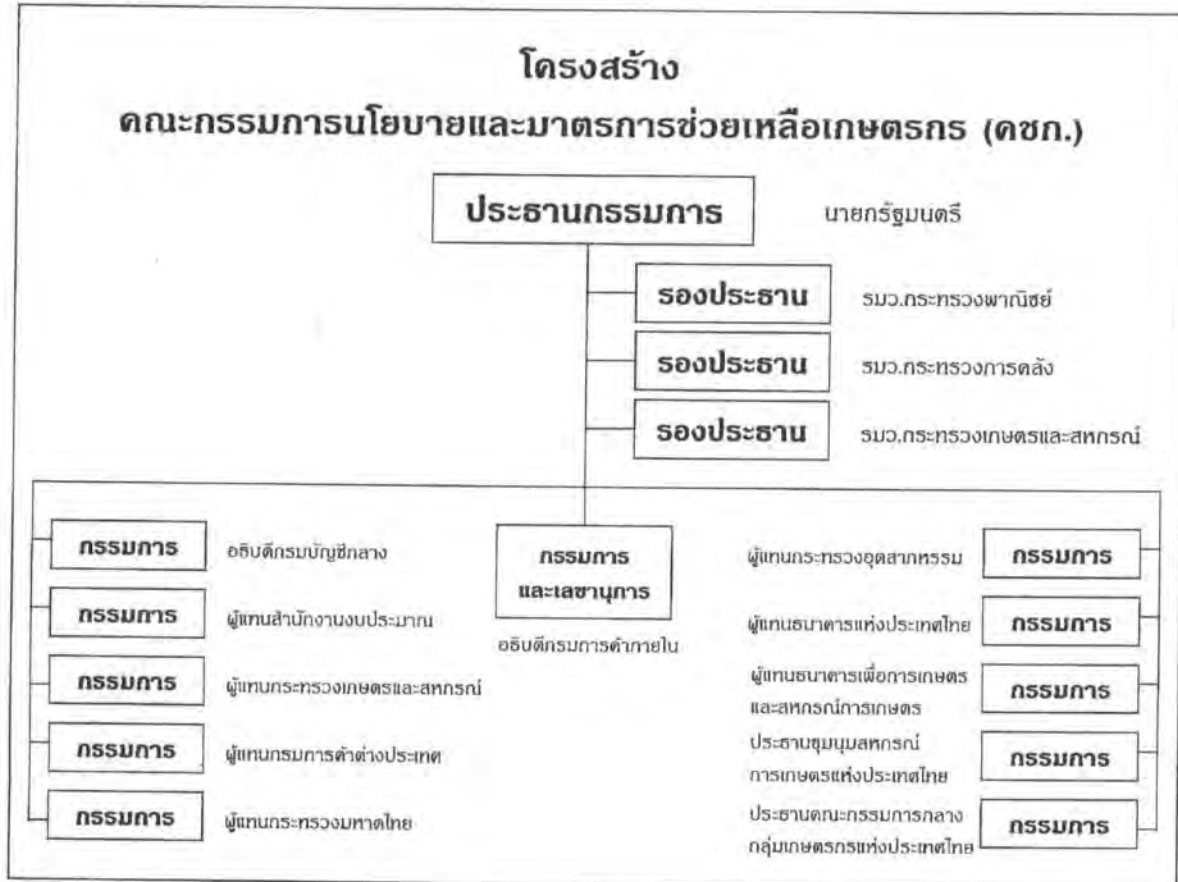 โครงสร้าง
คณะกรรมการนโยบายและมาตรการช่วยเหลือเกษตรกร (คชก.)
ประธานกรรมการ นายกรัฐมนตรี
รองประธาน รมว.กระทรวงพาณิชย์
รองประธาน รมว.กระทรวงการคลัง
รองประธาน รมว.กระทรวงเกษตรและสหกรณ์
กรรมการ อธิบดีกรมบัญชีกลาง
กรรมการ ผู้แทนสำนักงานงบประมาณ
กรรมการ ผู้แทนกระทรวงเกษตรและสหกรณ์
กรรมการ ผู้แทนกรมการค้าต่างประเทศ
กรรมการ ผู้แทนกระทรวงมหาดไทย
กรรมการ
และเลขานุการ
อธิบดีกรมการค้าภายใน
ผู้แทนกระทรวงอุตสาหกรรม กรรมการ
ผู้แทนธนาคารแห่งประเทศไทย กรรมการ
ผู้แทนธนาคารเพื่อการเกษตร
และสหกรณ์การเกษตร กรรมการ
ประธานชุมนุมสหกรณ์
การเกษตรแห่งประเทศไทย กรรมการ
ประธานคณะกรรมการกลาง
กลุ่มเกษตรกรแห่งประเทศไทย กรรมการ